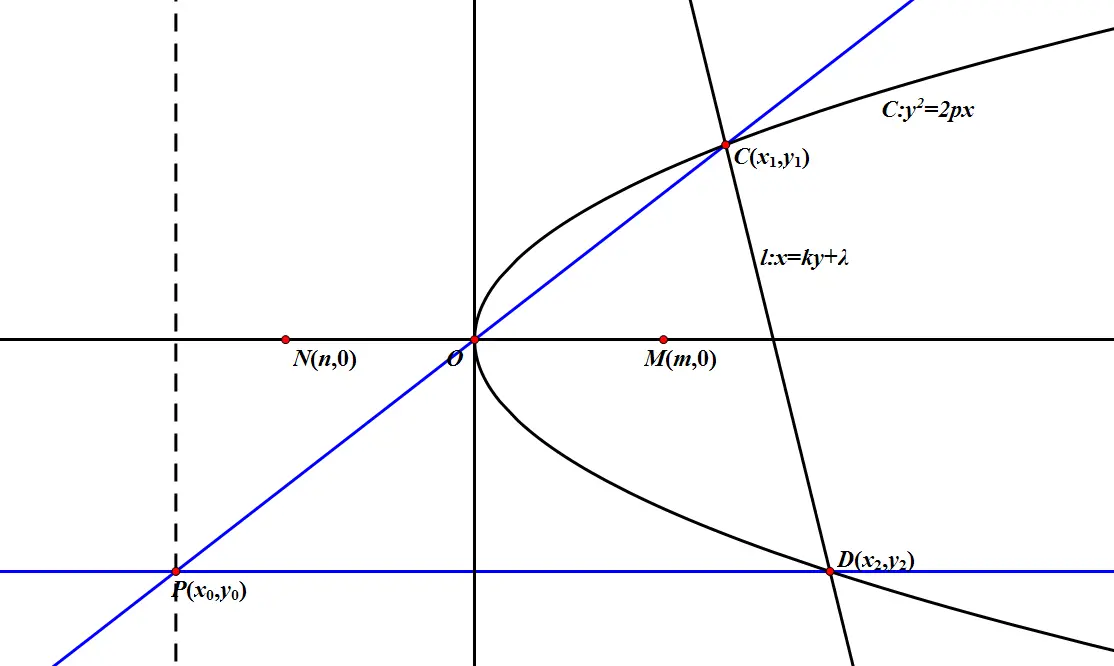 C:y²=2px
C(x₁,y₁)
l:x=ky+λ
N(n,0)
O
M(m,0)
D(x₂,y₂)
P(x₀,y₀)